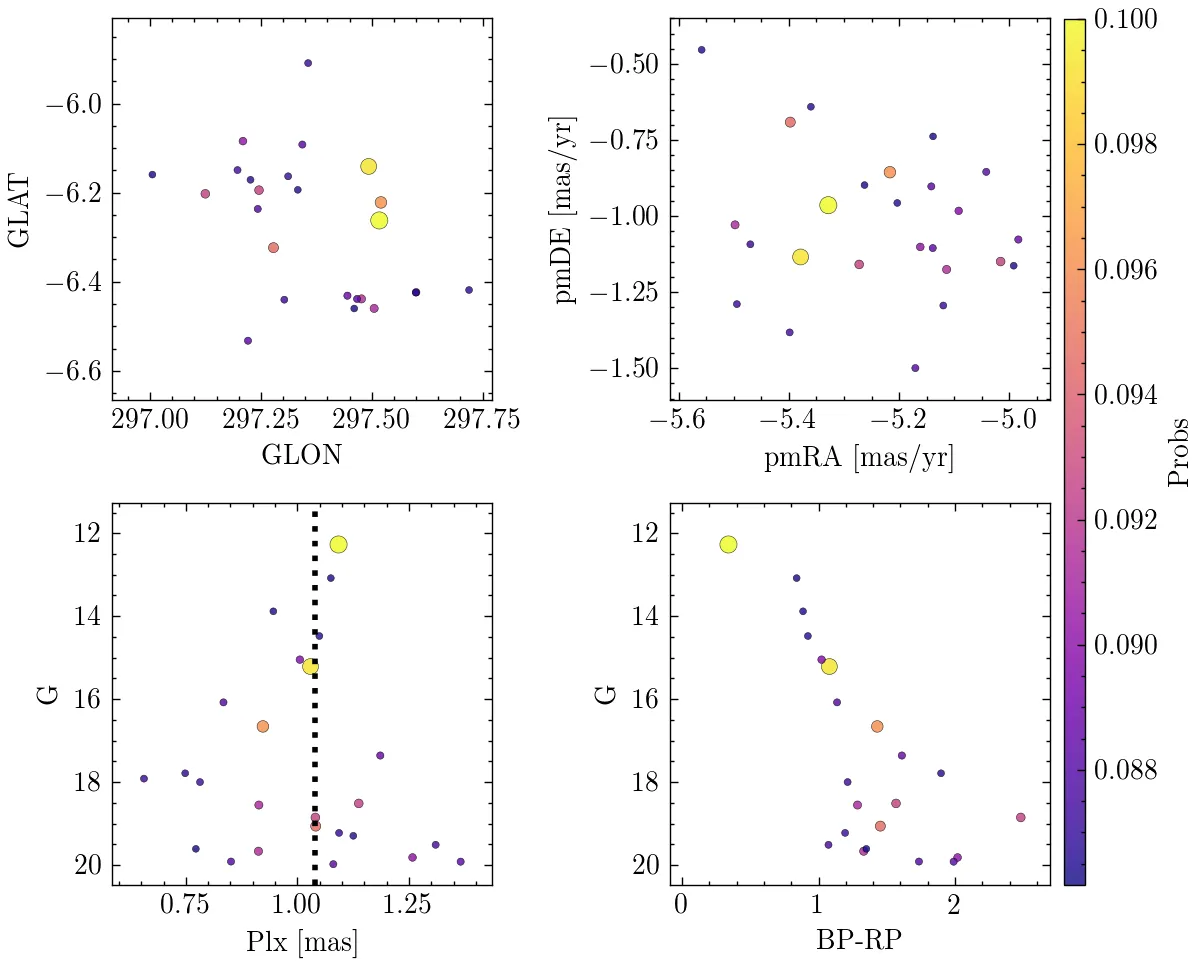 −6.0
−6.2
−6.4
−6.6
GLAT
297.00 297.25 297.50 297.75
GLON
−0.50
−0.75
−1.00
−1.25
−1.50
pmDE [mas/yr]
−5.6 −5.4 −5.2 −5.0
pmRA [mas/yr]
12
14
16
18
20
G
0.75 1.00 1.25
Plx [mas]
12
14
16
18
20
G
0 1 2
BP-RP
0.100
0.098
0.096
0.094
0.092
0.090
0.088
Probs